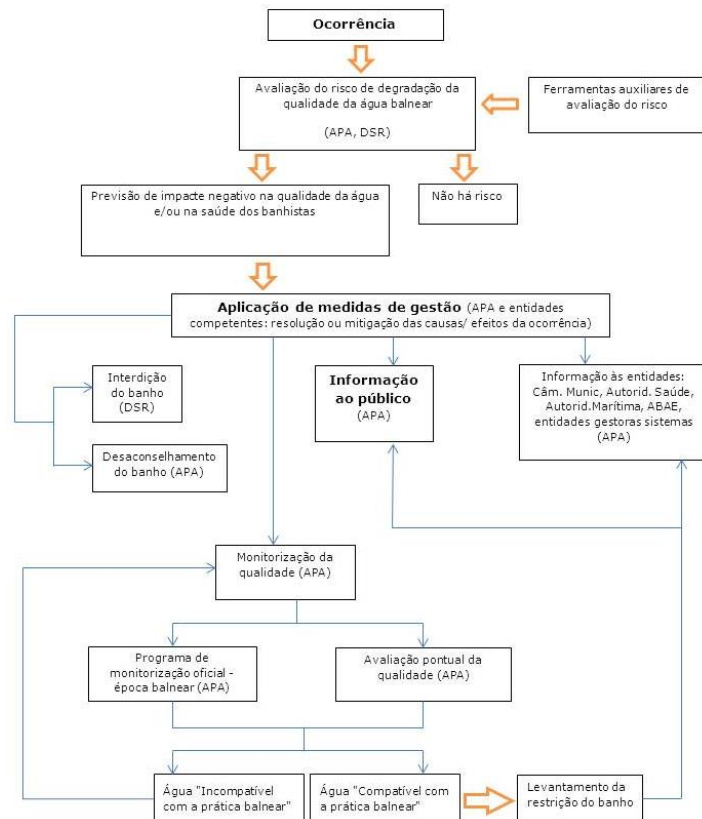 Ocorrência
Avaliação do risco de degradação da
qualidade da água balnear
(APA, DSR)
Ferramentas auxiliares de
avaliação do risco
Previsão de impacte negativo na qualidade da água
e/ou na saúde dos banhistas
Não há risco
Aplicação de medidas de gestão (APA e entidades
competentes: resolução ou mitigação das causas/ efeitos da ocorrência)
Interdição
do banho
(DSR)
Informação
ao público
(APA)
Informação às entidades:
Câm. Munic, Autorid. Saúde,
Autorid.Marítima, ABAE,
entidades gestoras sistemas
(APA)
Desaconselhamento
do banho (APA)
Monitorização da
qualidade (APA)
Programa de
monitorização oficial -
época balnear (APA)
Avaliação pontual da
qualidade (APA)
Água "Incompatível
com a prática balnear"
Água "Compatível com
a prática balnear"
Levantamento da
restrição do banho